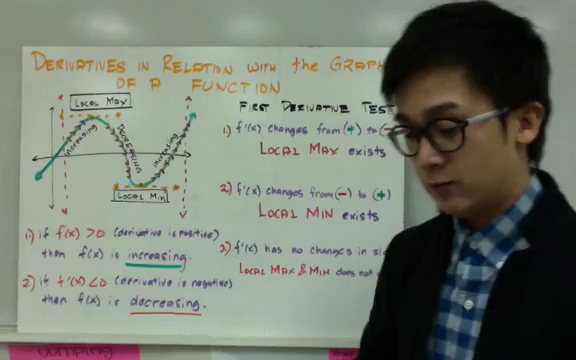 DERIVATIVES IN RELATION WITH the GRAPH
OF A FUNCTION
LOCAL MAX
increasing
DECREASING
increasing
LOCAL MIN
1) if f(x) >0 (derivative is positive)
then f(x) is increasing.
2) if f'(x) <0 (derivative is negative)
then f(x) is decreasing.
FIRST DERIVATIVE TEST
1) f'(x) changes from (+) to (-
LOCAL MAX exists
2) f'(x) changes from (-) to (+)
LOCAL MIN exists
3) f'(x) has no changes in
LOCAL MAX & MIN does not